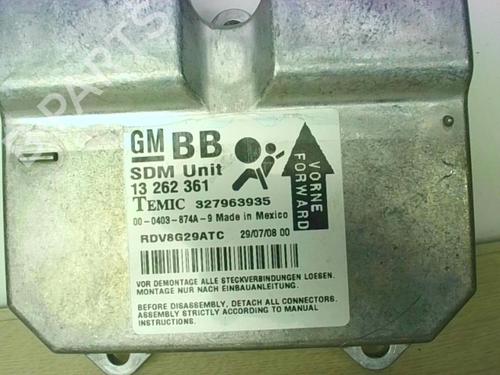 GM BB
SDM Unit
13 262 361
TEMIC 327963935
00-0403-874A-9 Made in Mexico
RDV8G29ATC 29/07/08 00
VORNE
FORWARD
VOR DEMONTAGE ALLE STECKVERBINDUNGEN LOESEN.
MONTAGE NUR NACH EINBAUANLEITUNG.
BEFORE DISASSEMBLY, DETACH ALL CONNECTORS.
ASSEMBLY STRICTLY ACCORDING TO MANUAL
INSTRUCTIONS.